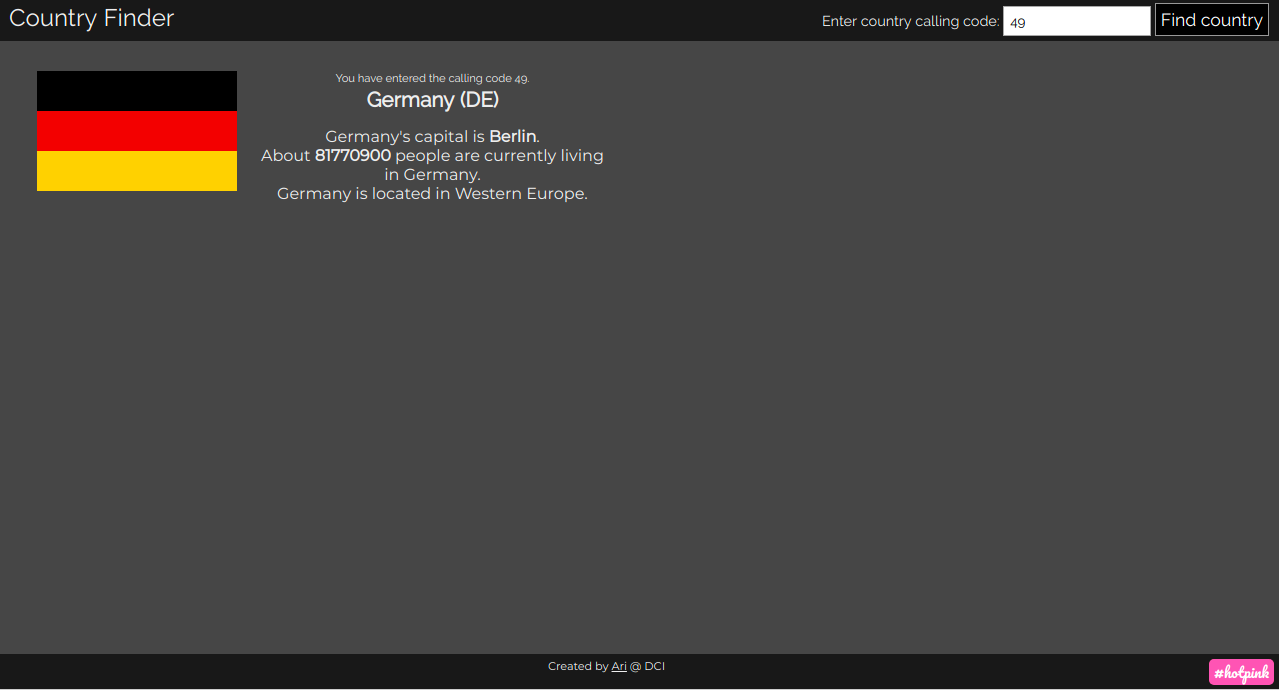 Country Finder
Enter country calling code: 49 Find country
You have entered the calling code 49.
Germany (DE)
Germany's capital is Berlin.
About 81770900 people are currently living
in Germany.
Germany is located in Western Europe.
Created by Ari @ DCI
#hotpink